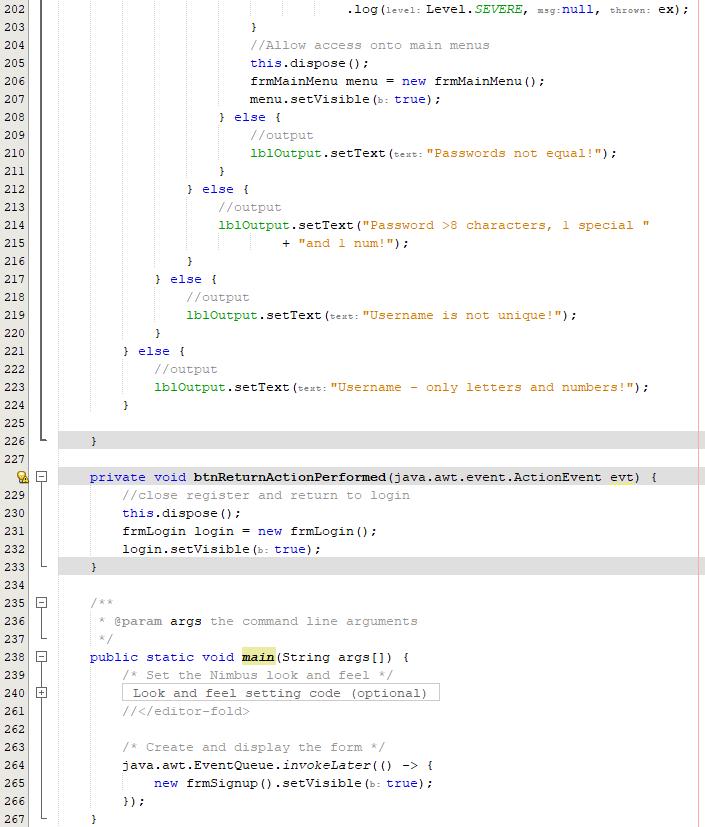 202 .log(level: Level.SEVERE, msg:null, thrown: ex);
203 }
204 //Allow access onto main menus
205 this.dispose();
206 frmMainMenu menu = new frmMainMenu();
207 menu.setVisible(b: true);
208 } else {
209 //output
210 lblOutput.setText(text:"Passwords not equal!");
211 }
212 } else {
213 //output
214 lblOutput.setText("Password >8 characters, 1 special "
215 + "and 1 num!");
216 }
217 } else {
218 //output
219 lblOutput.setText(text:"Username is not unique!");
220 }
221 } else {
222 //output
223 lblOutput.setText(text:"Username - only letters and numbers!");
224 }
225
226 }
227
private void btnReturnActionPerformed(java.awt.event.ActionEvent evt) {
229 //close register and return to login
230 this.dispose();
231 frmLogin login = new frmLogin();
232 login.setVisible(b: true);
233 }
234
235 /**
236 * @param args the command line arguments
237 */
238 public static void main(String args[]) {
239 /* Set the Nimbus look and feel */
240 Look and feel setting code (optional)
261 //</editor-fold>
262
263 /* Create and display the form */
264 java.awt.EventQueue.invokeLater(() -> {
265 new frmSignup().setVisible(b: true);
266 });
267 }